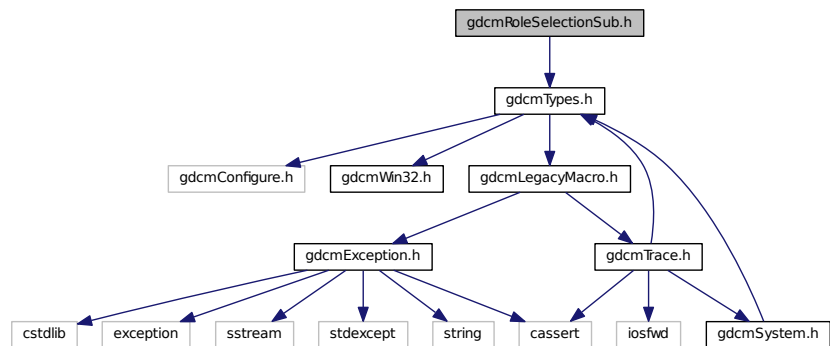 gdcmRoleSelectionSub.h
gdcmTypes.h
gdcmConfigure.h
gdcmWin32.h
gdcmLegacyMacro.h
gdcmException.h
gdcmTrace.h
cstdlib
exception
sstream
stdexcept
string
cassert
iosfwd
gdcmSystem.h